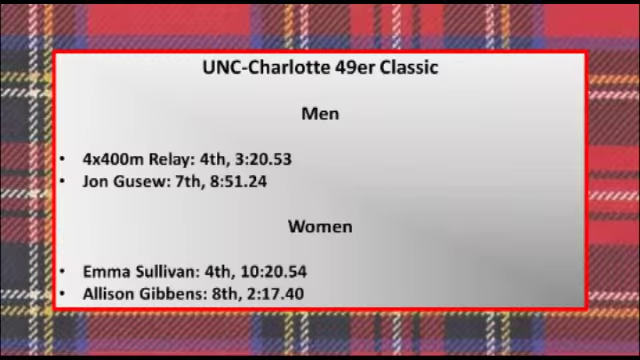 UNC-Charlotte 49er Classic
Men
• 4x400m Relay: 4th, 3:20.53
• Jon Gusew: 7th, 8:51.24
Women
• Emma Sullivan: 4th, 10:20.54
• Allison Gibbens: 8th, 2:17.40